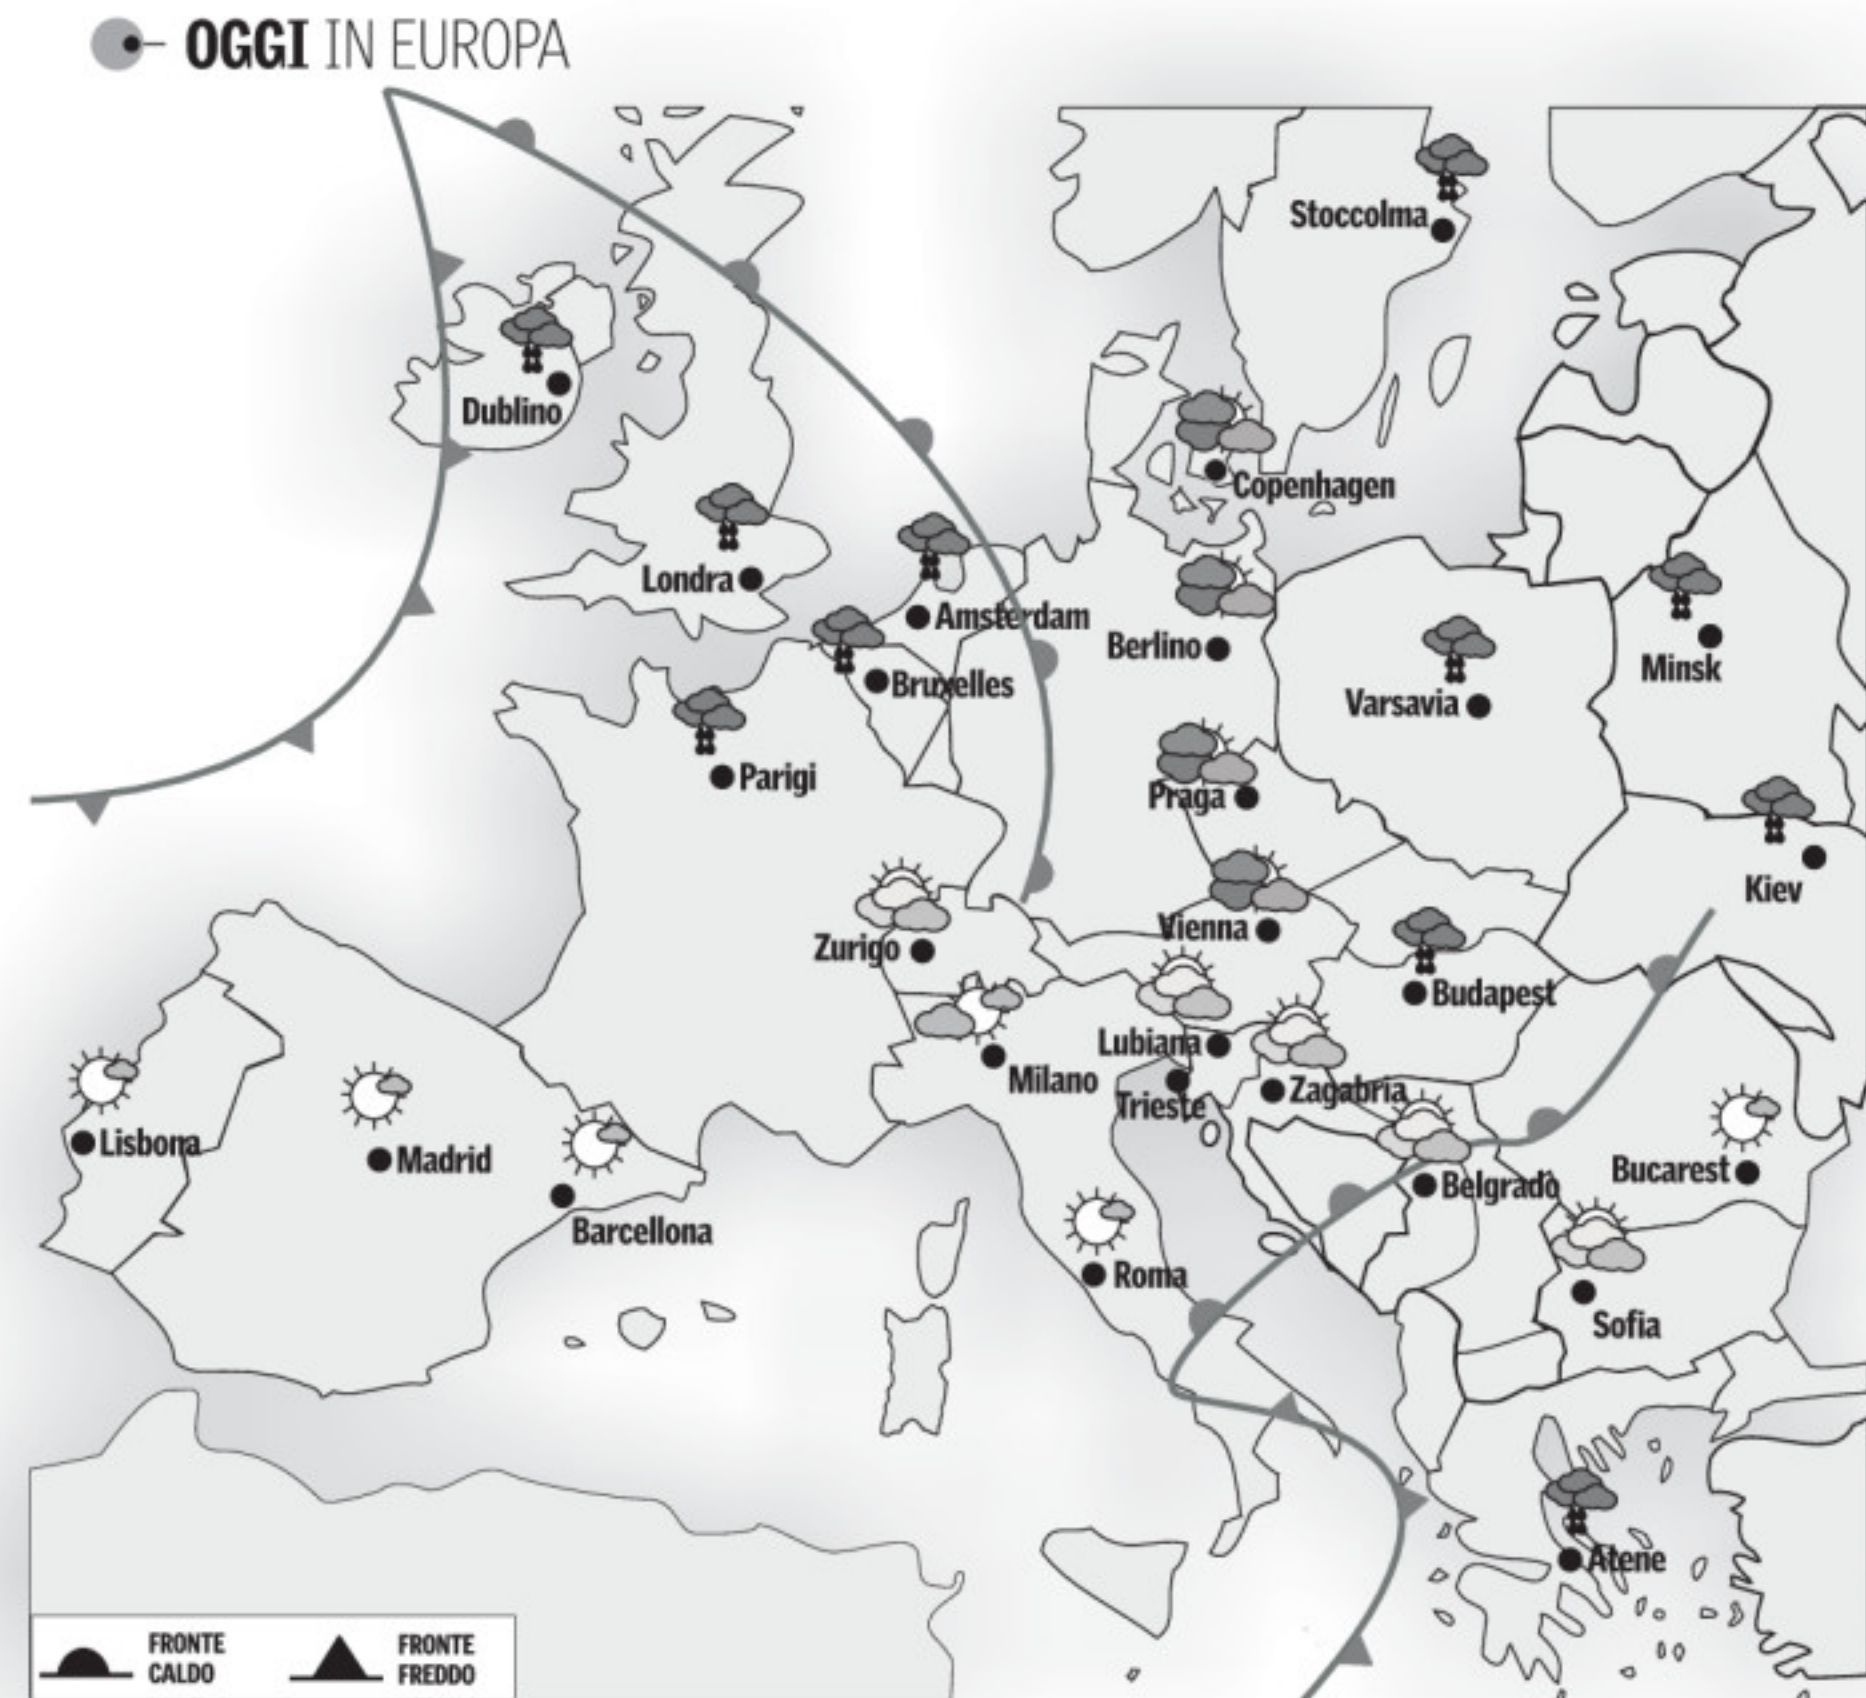 OGGI IN EUROPA
Stoccolma
Dublino
Copenhagen
Londra
Amsterdam
Berlino
Minsk
Bruxelles
Varsavia
Parigi
Praga
Kiev
Vienna
Zurigo
Budapest
Lubiana
Milano
Zagabria
Trieste
Lisbona
Madrid
Bucarest
Belgrado
Barcellona
Roma
Sofia
Atene
FRONTE
CALDO
FRONTE
FREDDO